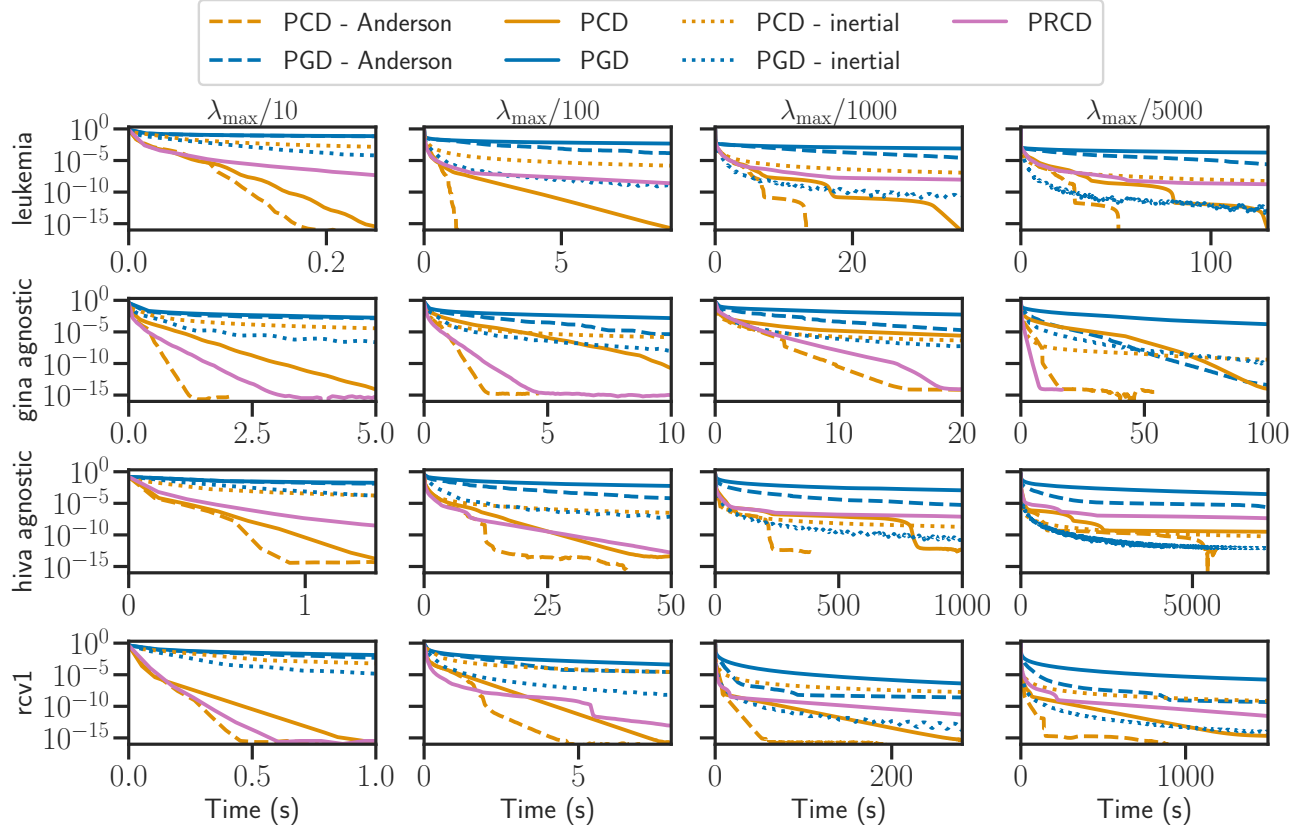 PCD - Anderson PCD PCD - inertial PRCD
PGD - Anderson PGD PGD - inertial
λmax/10 λmax/100 λmax/1000 λmax/5000
leukemia
10^0
10^-5
10^-10
10^-15
0.0 0.2 0 5 0 20 0 100
gina agnostic
10^0
10^-5
10^-10
10^-15
0.0 2.5 5.0 0 5 10 0 10 20 0 50 100
hiva agnostic
10^0
10^-5
10^-10
10^-15
0 1 0 25 50 0 500 1000 0 5000
rcv1
10^0
10^-5
10^-10
10^-15
0.0 0.5 1.0 0 5 0 200 0 1000
Time (s) Time (s) Time (s) Time (s)